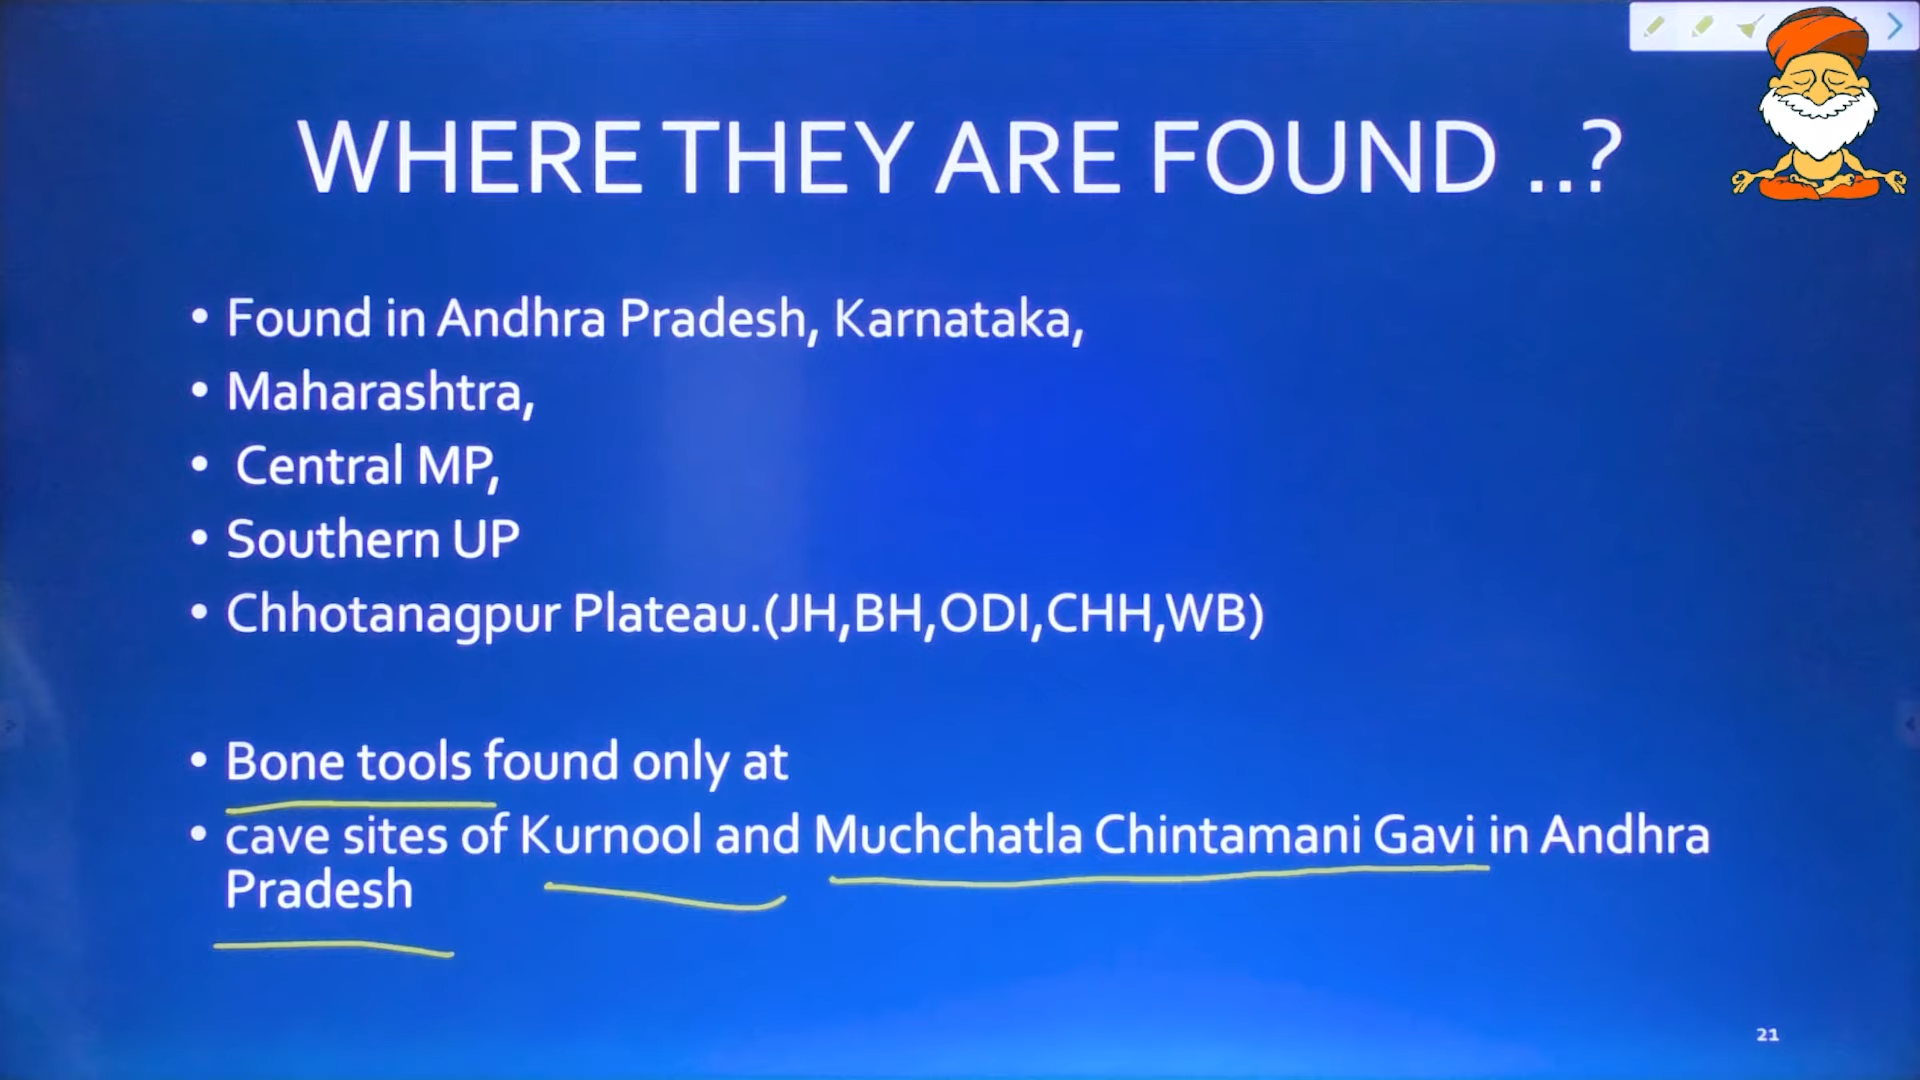 WHERE THEY ARE FOUND ..?
• Found in Andhra Pradesh, Karnataka,
• Maharashtra,
• Central MP,
• Southern UP
• Chhotanagpur Plateau.(JH,BH,ODI,CHH,WB)
• Bone tools found only at
• cave sites of Kurnool and Muchchatla Chintamani Gavi in Andhra
Pradesh
21